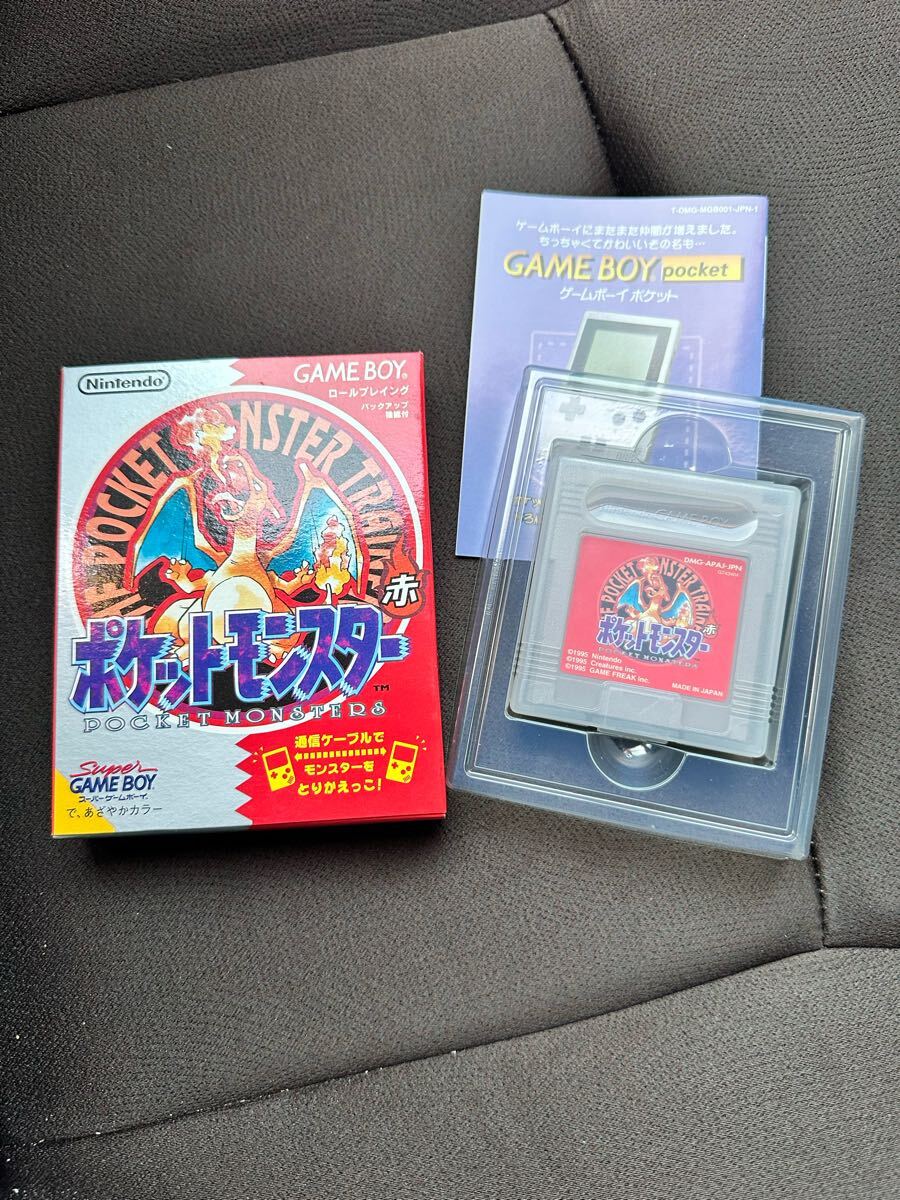 Nintendo
GAME BOY®
ロールプレイング
バックアップ
機能付
THE POCKET MONSTER TRAINER
赤
ポケットモンスター
TM
POCKET MONSTERS
通信ケーブルで
モンスターを
とりかえっこ!
Super
GAME BOY
スーパーゲームボーイ
で、あざやかカラー
T-DMG-MGB001-JPN-1
ゲームボーイにまたまた仲間が増えました。
ちっちゃくてかわいいその名も…
GAME BOY pocket
ゲームボーイ ポケット
DMG-APAJ-JPN
POCKET MONSTER TRAIN
赤
ポケットモンスター
POCKET MONSTERS
©1995 Nintendo
©1995 Creatures inc.
©1995 GAME FREAK inc.
MADE IN JAPAN